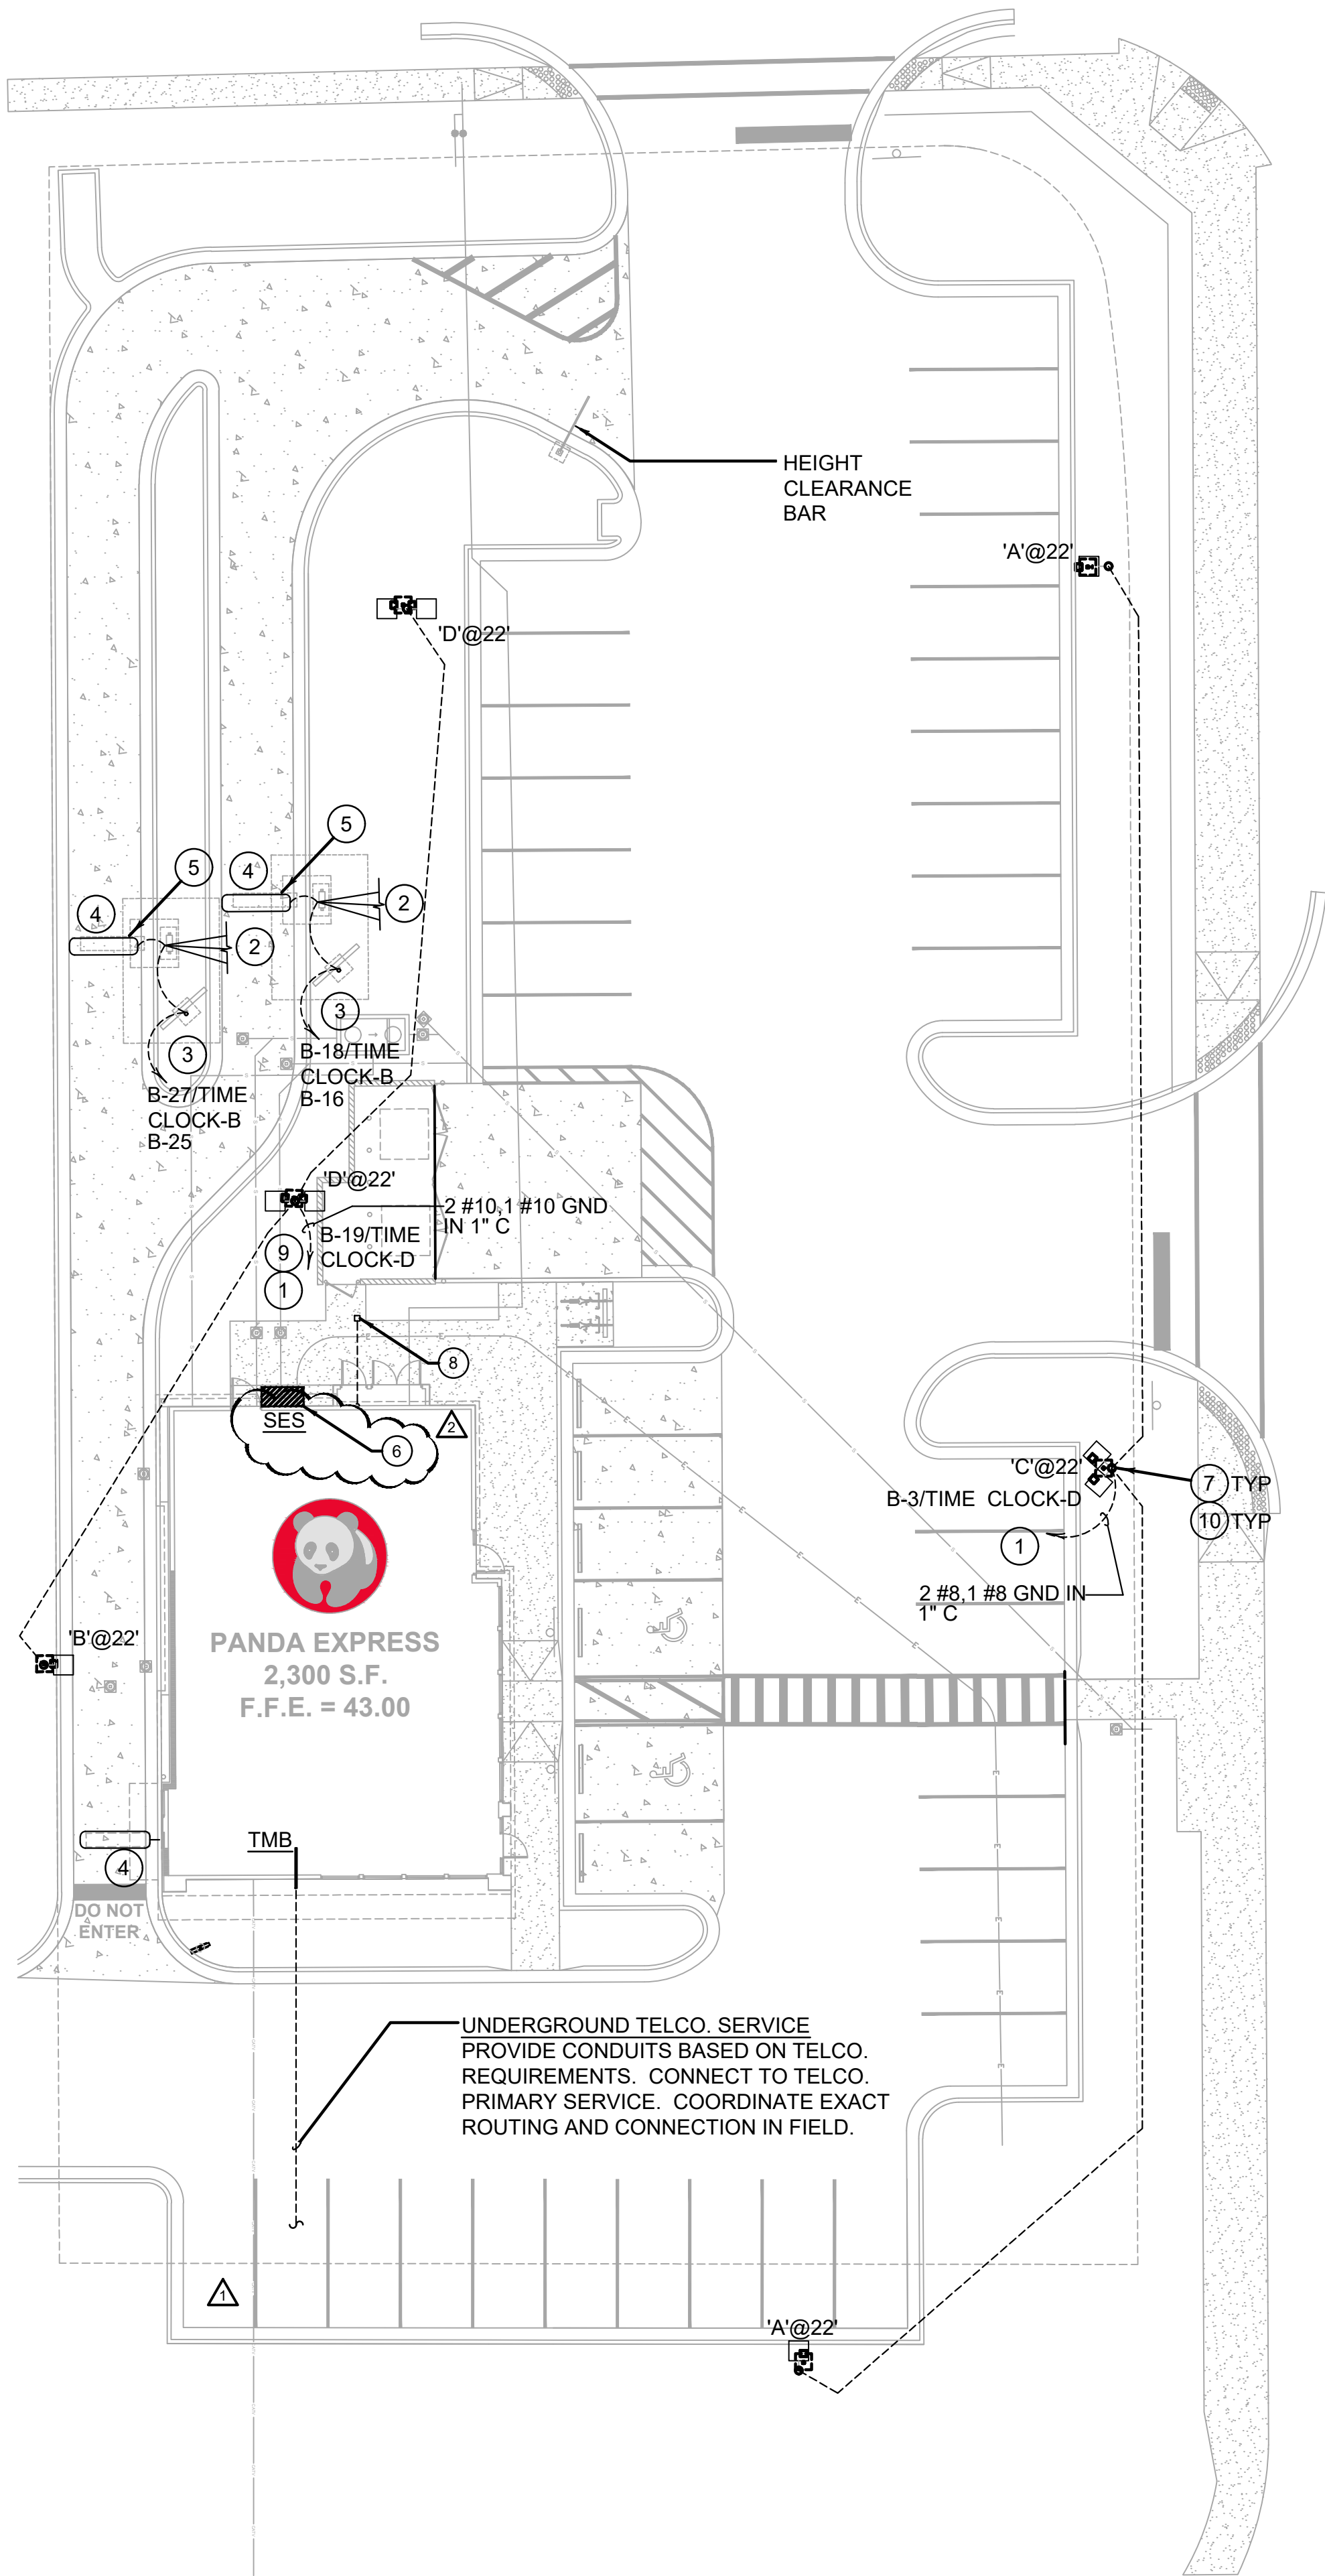 HEIGHT
CLEARANCE
BAR
'A'@22'
'D'@22'
5
4
2
5
4
2
3
B-18/TIME
CLOCK-B
B-16
3
B-27/TIME
CLOCK-B
B-25
'D'@22'
2 #10,1 #10 GND
IN 1" C
B-19/TIME
CLOCK-D
9
1
8
SES
2
6
'C'@22'
B-3/TIME CLOCK-D
7 TYP
10 TYP
1
2 #8,1 #8 GND IN
1" C
'B'@22'
PANDA EXPRESS
2,300 S.F.
F.F.E. = 43.00
TMB
4
DO NOT
ENTER
UNDERGROUND TELCO. SERVICE
PROVIDE CONDUITS BASED ON TELCO.
REQUIREMENTS. CONNECT TO TELCO.
PRIMARY SERVICE. COORDINATE EXACT
ROUTING AND CONNECTION IN FIELD.
1
'A'@22'